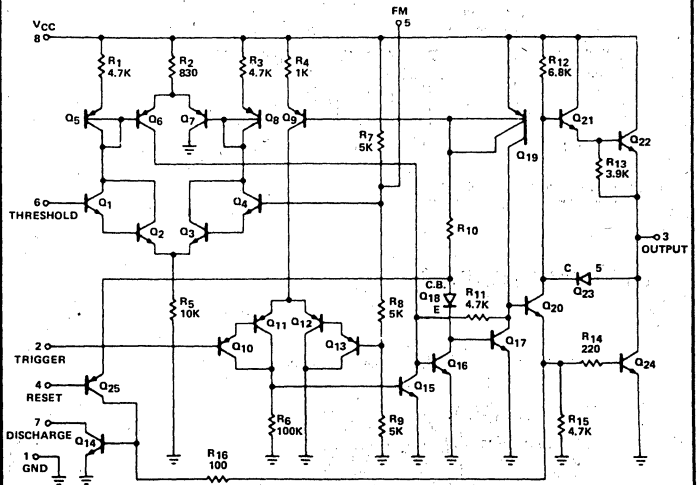 FM
5
VCC
8
R1
4.7K
R2
830
R3
4.7K
R4
1K
R12
6.8K
Q5
Q6
Q7
Q8
Q9
Q19
Q21
Q22
R7
5K
R13
3.9K
6
THRESHOLD
Q1
Q2
Q3
Q4
R10
3
OUTPUT
C.B.
Q18
E
R11
4.7K
C
5
Q23
Q20
R5
10K
R8
5K
Q11
Q12
Q10
Q13
Q16
Q17
R14
220
Q24
2
TRIGGER
Q25
4
RESET
Q15
7
DISCHARGE
Q14
R6
100K
R9
5K
R15
4.7K
1
GND
R16
100